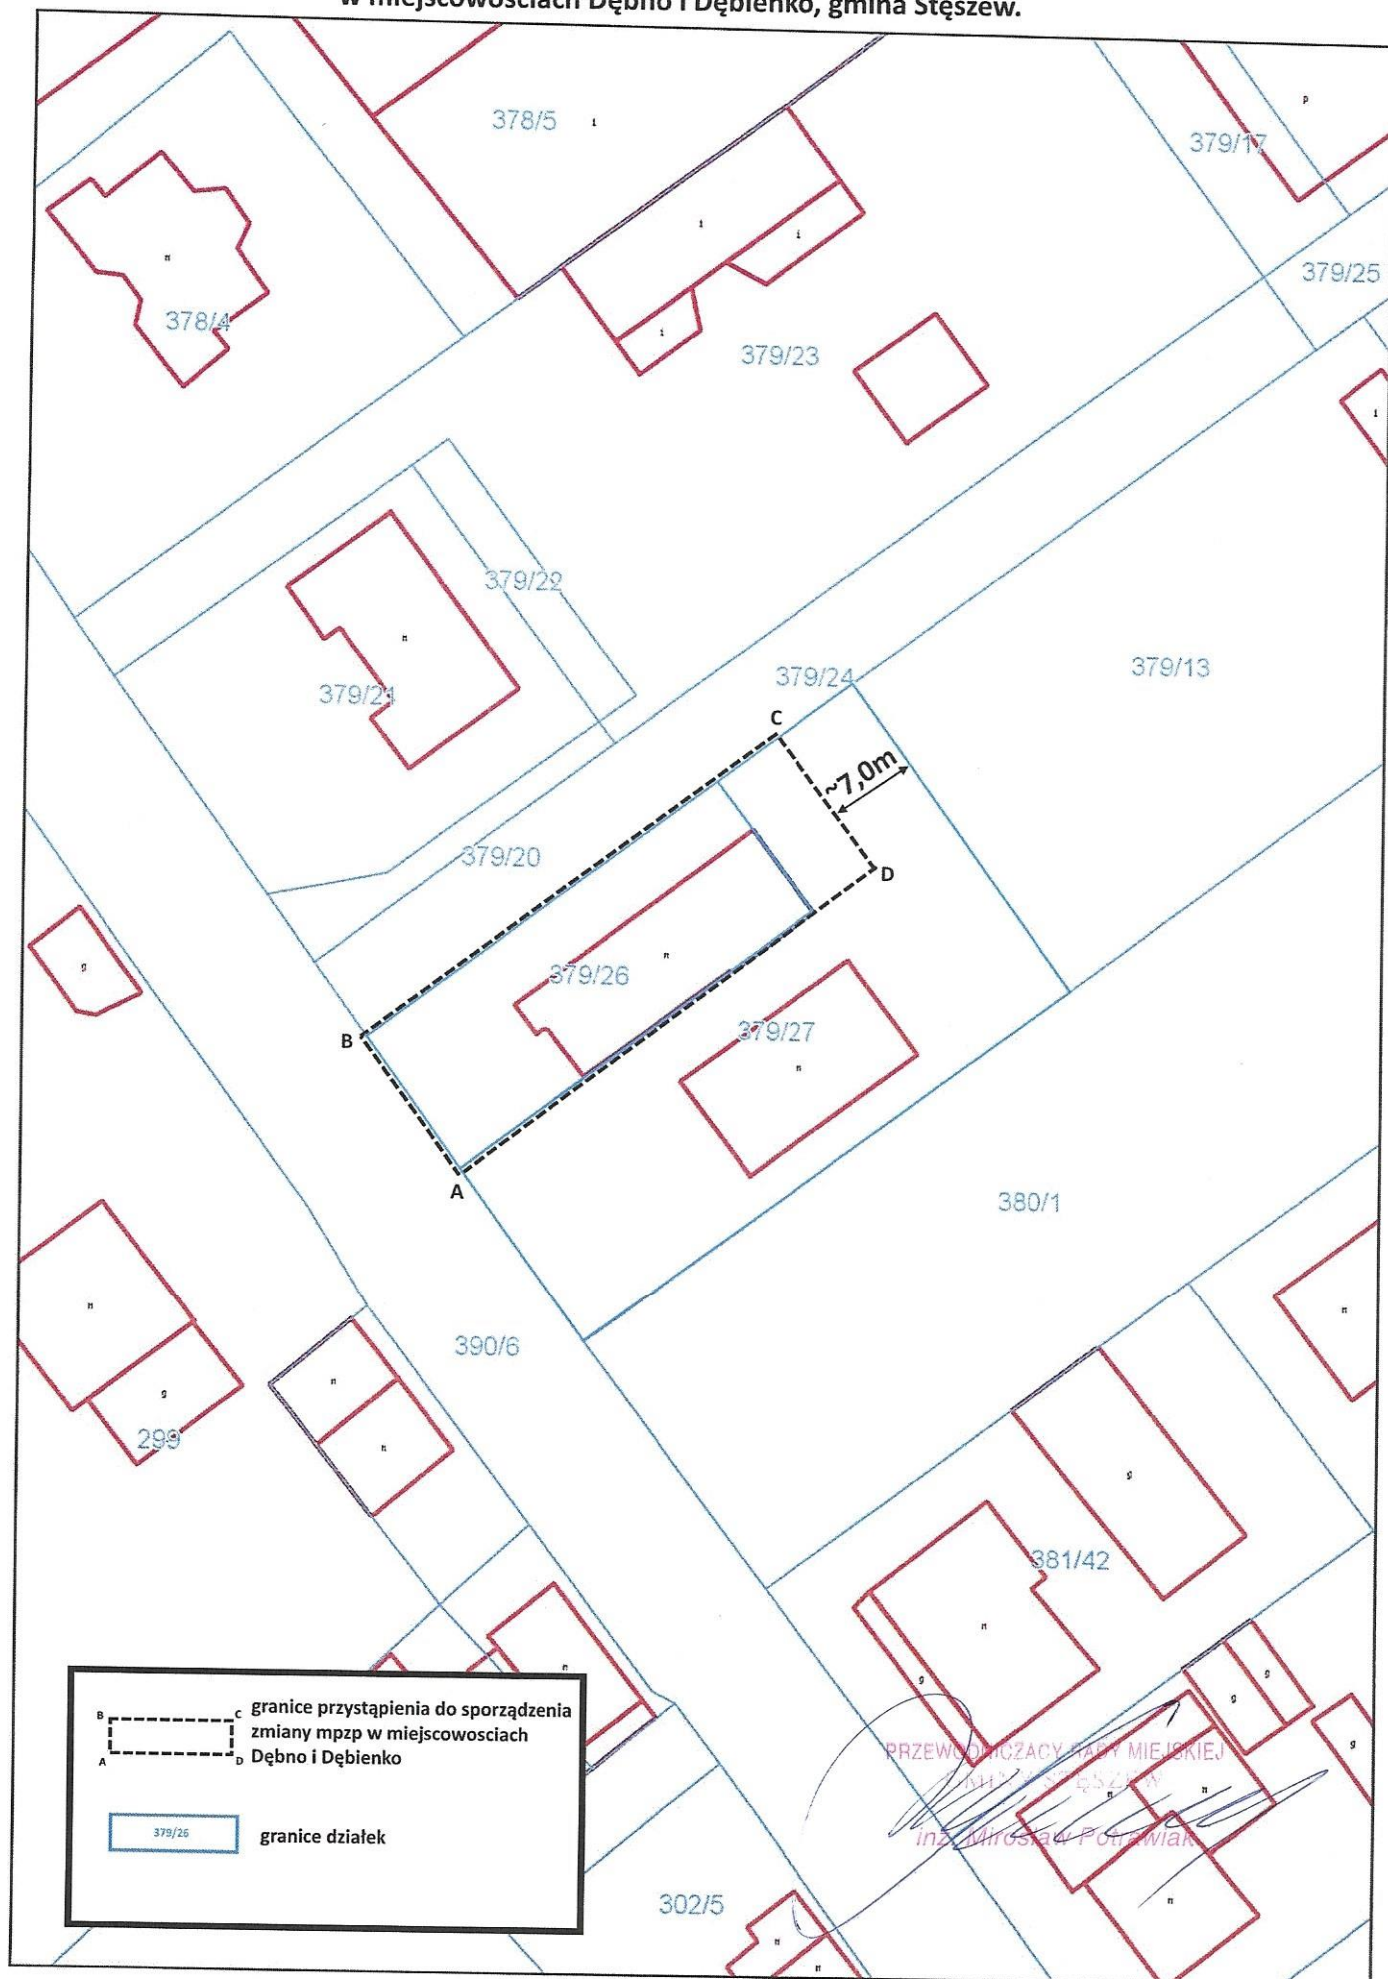 w miejscowościach Dębno i Dębienko, gmina Stęszew.
378/5
i
p
379/17
n
378/4
i
i
i
379/23
379/25
i
379/22
n
379/21
379/24
379/13
C
~7,0m
D
379/20
g
379/26
n
B
379/27
n
A
380/1
n
g
299
390/6
n
n
n
g
381/42
n
g
n
g
g
g
B C granice przystąpienia do sporządzenia
zmiany mpzp w miejscowosciach
A D Dębno i Dębienko
379/26 granice działek
PRZEWODNICZĄCY RADY MIEJSKIEJ
GMINY STĘSZEW
inż. Mirosław Potrawiak
n
n
n
302/5
n
n